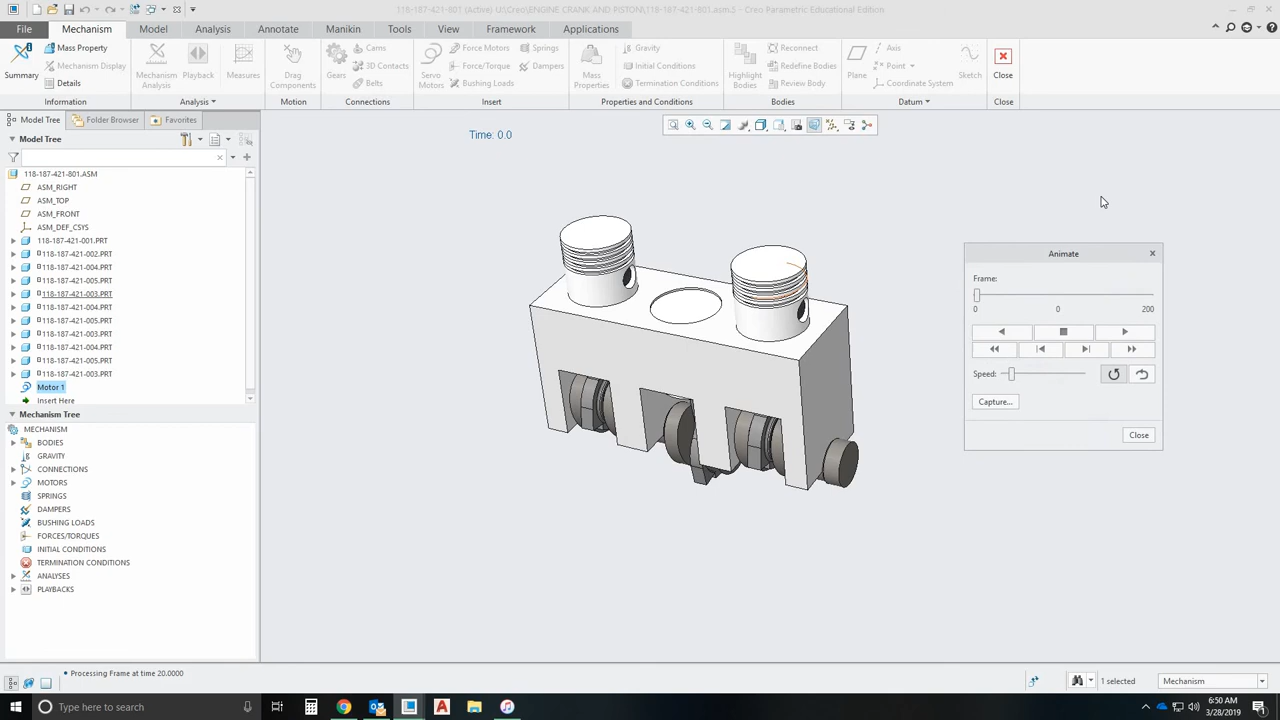 118-187-421-801 (Active) U:\Creo\ENGINE CRANK AND PISTON\118-187-421-801.asm.5 - Creo Parametric Educational Edition
File Mechanism Model Analysis Annotate Manikin Tools View Framework Applications
Summary
Mass Property
Mechanism Display
Details
Information
Mechanism Analysis
Playback
Measures
Analysis
Drag Components
Motion
Gears
Cams
3D Contacts
Belts
Connections
Servo Motors
Force Motors
Force/Torque
Bushing Loads
Springs
Dampers
Insert
Mass Properties
Gravity
Initial Conditions
Termination Conditions
Properties and Conditions
Highlight Bodies
Reconnect
Redefine Bodies
Review Body
Bodies
Plane
Axis
Point
Coordinate System
Sketch
Datum
Close
Close
Model Tree Folder Browser Favorites
Model Tree
118-187-421-801.ASM
ASM_RIGHT
ASM_TOP
ASM_FRONT
ASM_DEF_CSYS
118-187-421-001.PRT
118-187-421-002.PRT
118-187-421-004.PRT
118-187-421-005.PRT
118-187-421-003.PRT
118-187-421-004.PRT
118-187-421-005.PRT
118-187-421-003.PRT
118-187-421-004.PRT
118-187-421-005.PRT
118-187-421-003.PRT
Motor 1
Insert Here
Mechanism Tree
MECHANISM
BODIES
GRAVITY
CONNECTIONS
MOTORS
SPRINGS
DAMPERS
BUSHING LOADS
FORCES/TORQUES
INITIAL CONDITIONS
TERMINATION CONDITIONS
ANALYSES
PLAYBACKS
Time: 0.0
Animate
Frame:
0 0 200
Speed:
Capture...
Close
Processing Frame at time 20.0000
1 selected
Mechanism
Type here to search
6:50 AM
3/28/2019
1